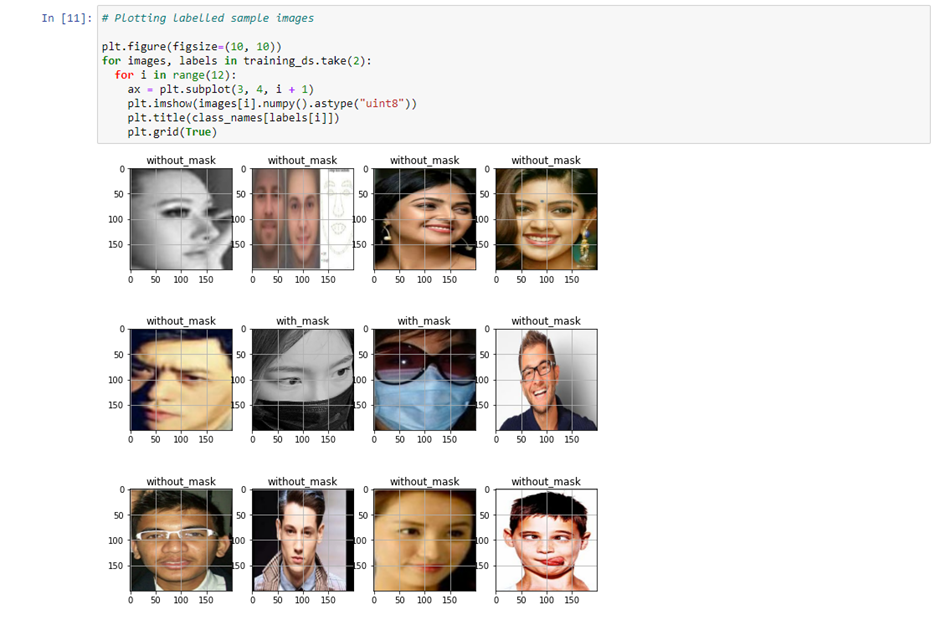 In [11]: # Plotting labelled sample images
plt.figure(figsize=(10, 10))
for images, labels in training_ds.take(2):
  for i in range(12):
    ax = plt.subplot(3, 4, i + 1)
    plt.imshow(images[i].numpy().astype("uint8"))
    plt.title(class_names[labels[i]])
    plt.grid(True)
without_mask without_mask without_mask without_mask
0 0 0 0
50 50 50 50
100 100 100 100
150 150 150 150
0 50 100 150 0 50 100 150 0 50 100 150 0 50 100 150
without_mask with_mask with_mask without_mask
0 0 0 0
50 50 50 50
100 100 100 100
150 150 150 150
0 50 100 150 0 50 100 150 0 50 100 150 0 50 100 150
without_mask without_mask without_mask without_mask
0 0 0 0
50 50 50 50
100 100 100 100
150 150 150 150
0 50 100 150 0 50 100 150 0 50 100 150 0 50 100 150